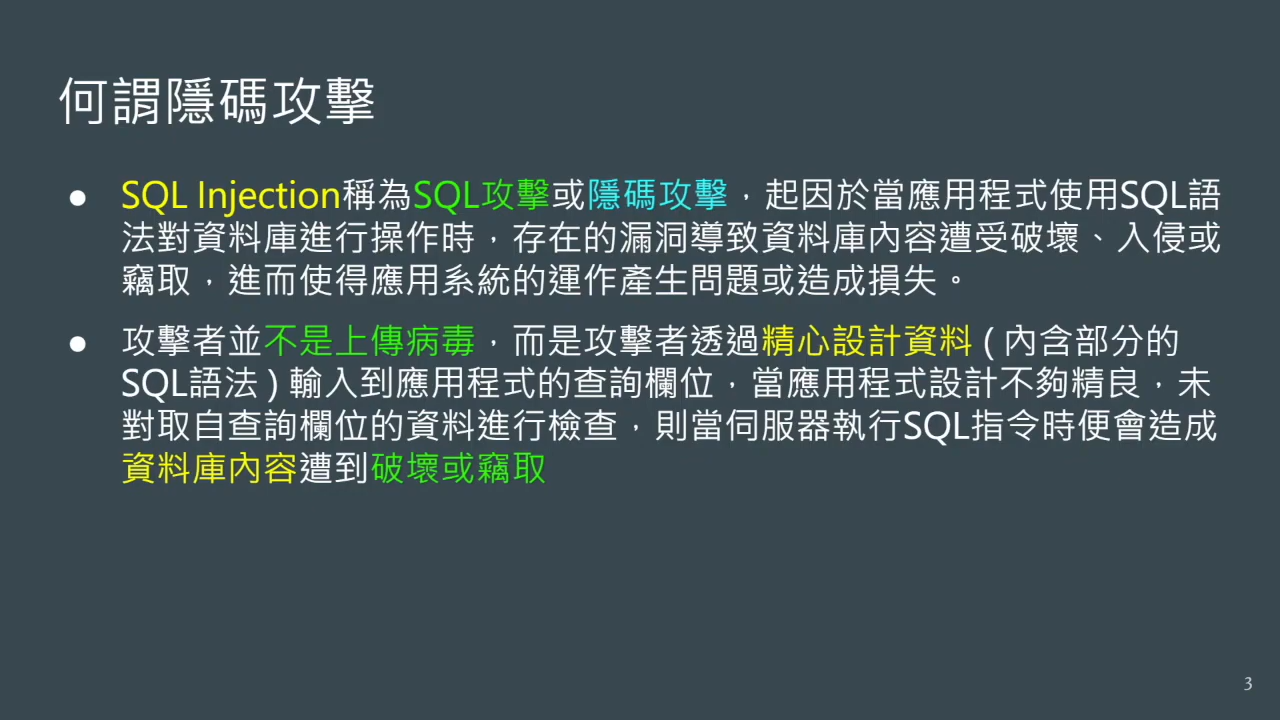 何謂隱碼攻擊
● SQL Injection稱為SQL攻擊或隱碼攻擊，起因於當應用程式使用SQL語
法對資料庫進行操作時，存在的漏洞導致資料庫內容遭受破壞、入侵或
竊取，進而使得應用系統的運作產生問題或造成損失。
● 攻擊者並不是上傳病毒，而是攻擊者透過精心設計資料 ( 內含部分的
SQL語法 ) 輸入到應用程式的查詢欄位，當應用程式設計不夠精良，未
對取自查詢欄位的資料進行檢查，則當伺服器執行SQL指令時便會造成
資料庫內容遭到破壞或竊取
3